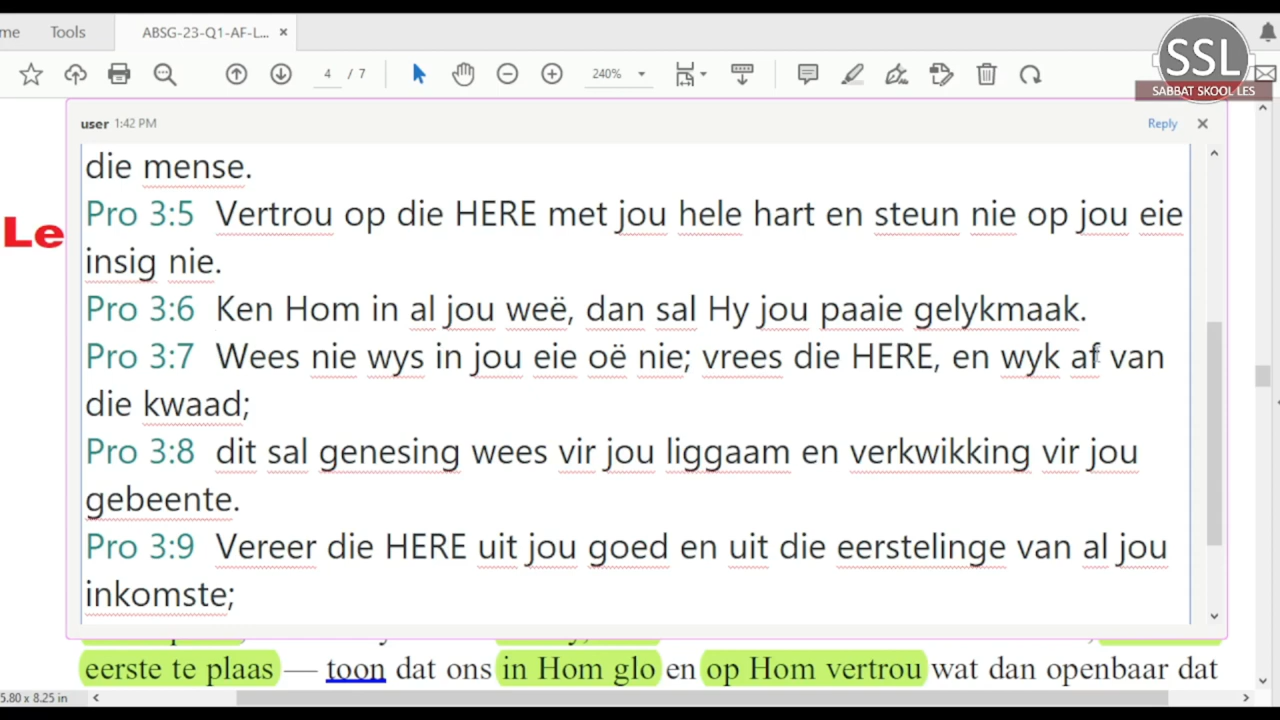 me Tools ABSG-23-Q1-AF-L... ×
SSL
SABBAT SKOOL LES
4 / 7 240%
user 1:42 PM Reply ×
die mense.
Pro 3:5 Vertrou op die HERE met jou hele hart en steun nie op jou eie
insig nie.
Le
Pro 3:6 Ken Hom in al jou weë, dan sal Hy jou paaie gelykmaak.
Pro 3:7 Wees nie wys in jou eie oë nie; vrees die HERE, en wyk af van
die kwaad;
Pro 3:8 dit sal genesing wees vir jou liggaam en verkwikking vir jou
gebeente.
Pro 3:9 Vereer die HERE uit jou goed en uit die eerstelinge van al jou
inkomste;
eerste te plaas — toon dat ons in Hom glo en op Hom vertrou wat dan openbaar dat
5.80 x 8.25 in